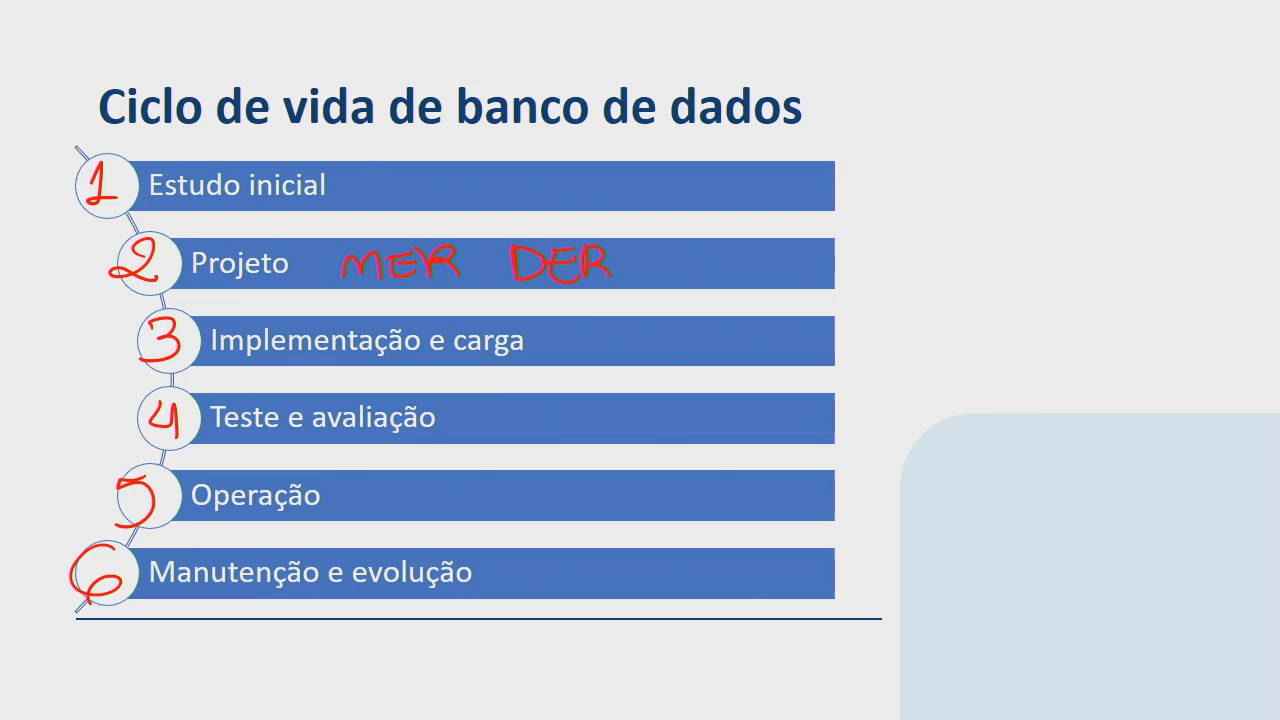 Ciclo de vida de banco de dados
1 Estudo inicial
2 Projeto MER DER
3 Implementação e carga
4 Teste e avaliação
5 Operação
6 Manutenção e evolução